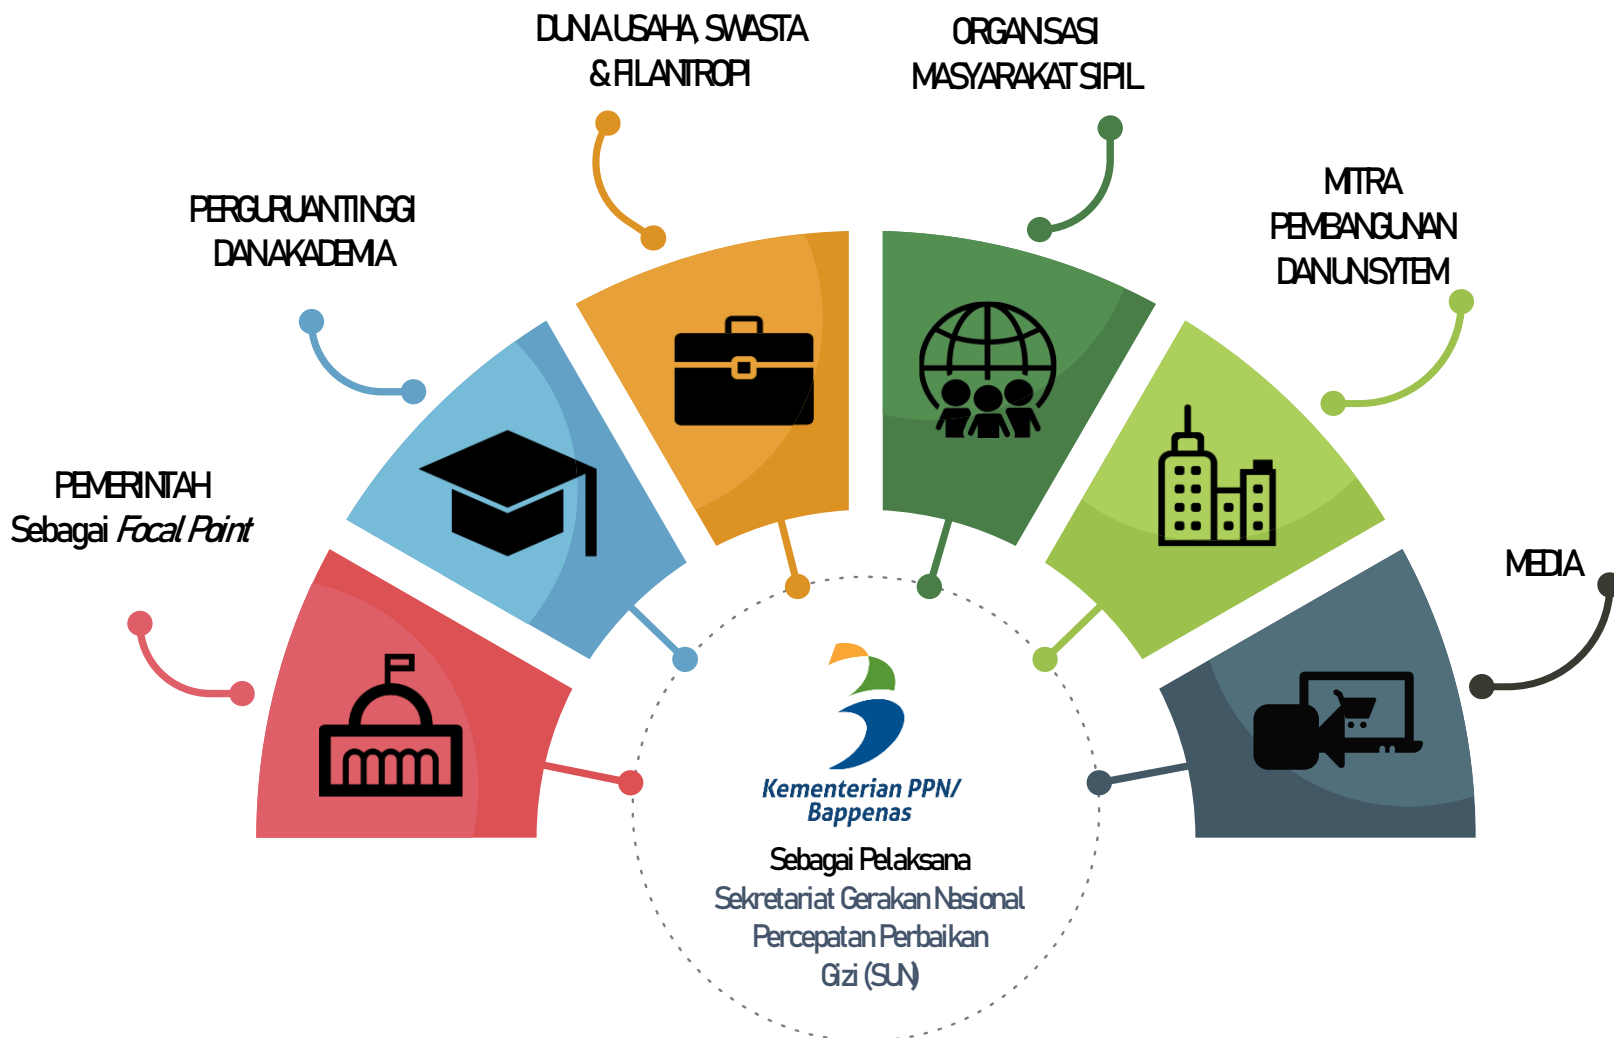 DUNIA USAHA, SWASTA
& FILANTROPI
ORGANISASI
MASYARAKAT SIPIL
PERGURUAN TINGGI
DAN AKADEMIA
MITRA
PEMBANGUNAN
DAN UN SYTEM
PEMERINTAH
Sebagai Focal Point
MEDIA
Kementerian PPN/
Bappenas
Sebagai Pelaksana
Sekretariat Gerakan Nasional
Percepatan Perbaikan
Gizi (SUN)